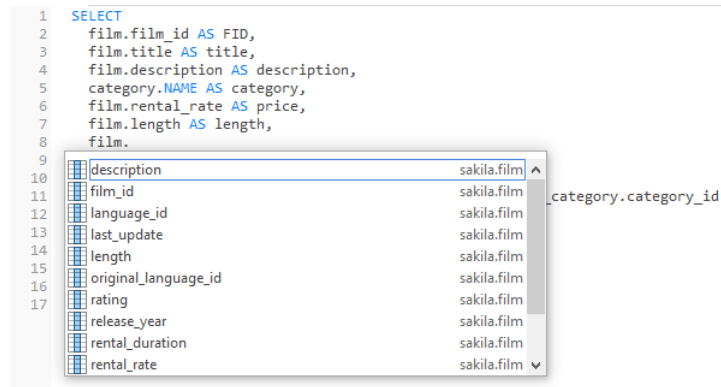 1 SELECT
2 film.film_id AS FID,
3 film.title AS title,
4 film.description AS description,
5 category.NAME AS category,
6 film.rental_rate AS price,
7 film.length AS length,
8 film.
9
10
11 _category.category_id
12
13
14
15
16
17
description sakila.film
film_id sakila.film
language_id sakila.film
last_update sakila.film
length sakila.film
original_language_id sakila.film
rating sakila.film
release_year sakila.film
rental_duration sakila.film
rental_rate sakila.film